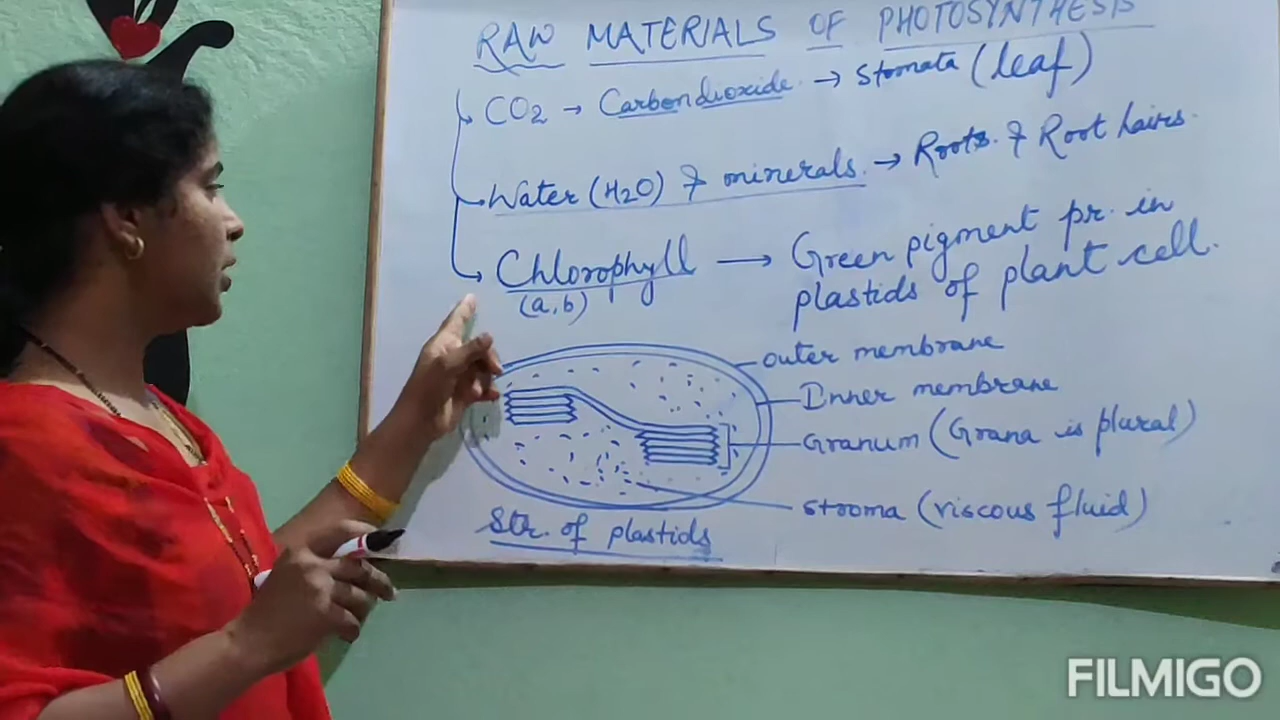 RAW MATERIALS OF PHOTOSYNTHESIS
CO2 → Carbondioxide → Stomata (leaf)
Water (H2O) & minerals → Roots & Root hairs.
Chlorophyll → Green pigment pr. in
(a,b)
plastids of plant cell.
outer membrane
Inner membrane
Granum (Grana is plural)
stroma (viscous fluid)
Str. of plastids
FILMIGO